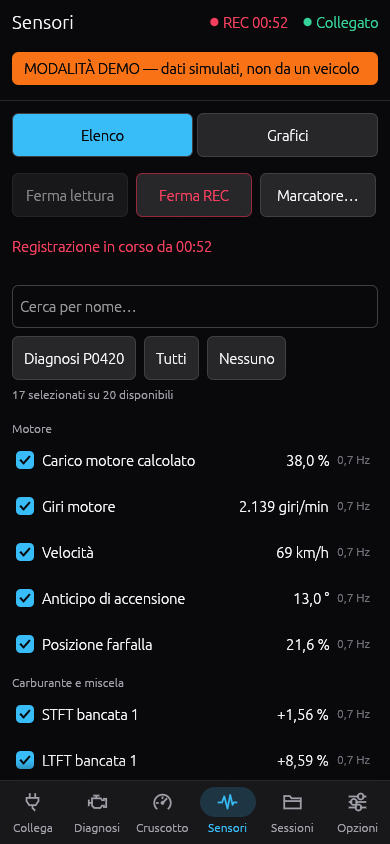 Sensori
REC 00:52
Collegato
MODALITÀ DEMO — dati simulati, non da un veicolo
Elenco
Grafici
Ferma lettura
Ferma REC
Marcatore…
Registrazione in corso da 00:52
Cerca per nome…
Diagnosi P0420
Tutti
Nessuno
17 selezionati su 20 disponibili
Motore
Carico motore calcolato 38,0 % 0,7 Hz
Giri motore 2.139 giri/min 0,7 Hz
Velocità 69 km/h 0,7 Hz
Anticipo di accensione 13,0 ° 0,7 Hz
Posizione farfalla 21,6 % 0,7 Hz
Carburante e miscela
STFT bancata 1 +1,56 % 0,7 Hz
LTFT bancata 1 +8,59 % 0,7 Hz
Collega
Diagnosi
Cruscotto
Sensori
Sessioni
Opzioni